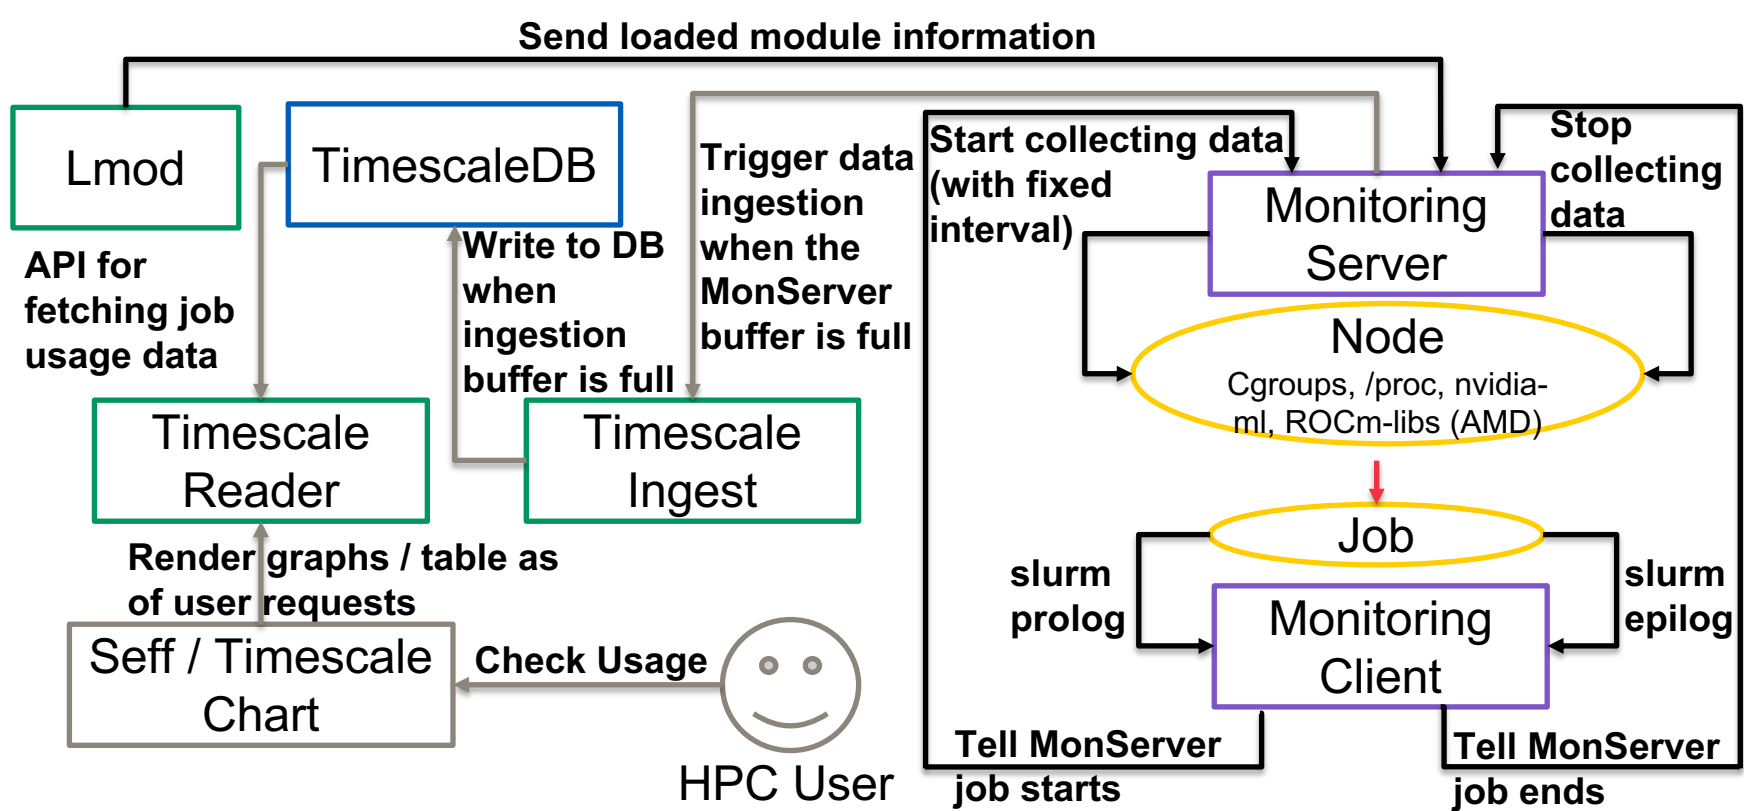 Send loaded module information
Lmod
TimescaleDB
API for
fetching job
usage data
Write to DB
when
ingestion
buffer is full
Trigger data
ingestion
when the
MonServer
buffer is full
Start collecting data
(with fixed
interval)
Stop
collecting
data
Monitoring
Server
Node
Cgroups, /proc, nvidia-
ml, ROCm-libs (AMD)
Timescale
Reader
Timescale
Ingest
Job
slurm
prolog
slurm
epilog
Render graphs / table as
of user requests
Seff / Timescale
Chart
Check Usage
HPC User
Monitoring
Client
Tell MonServer
job starts
Tell MonServer
job ends